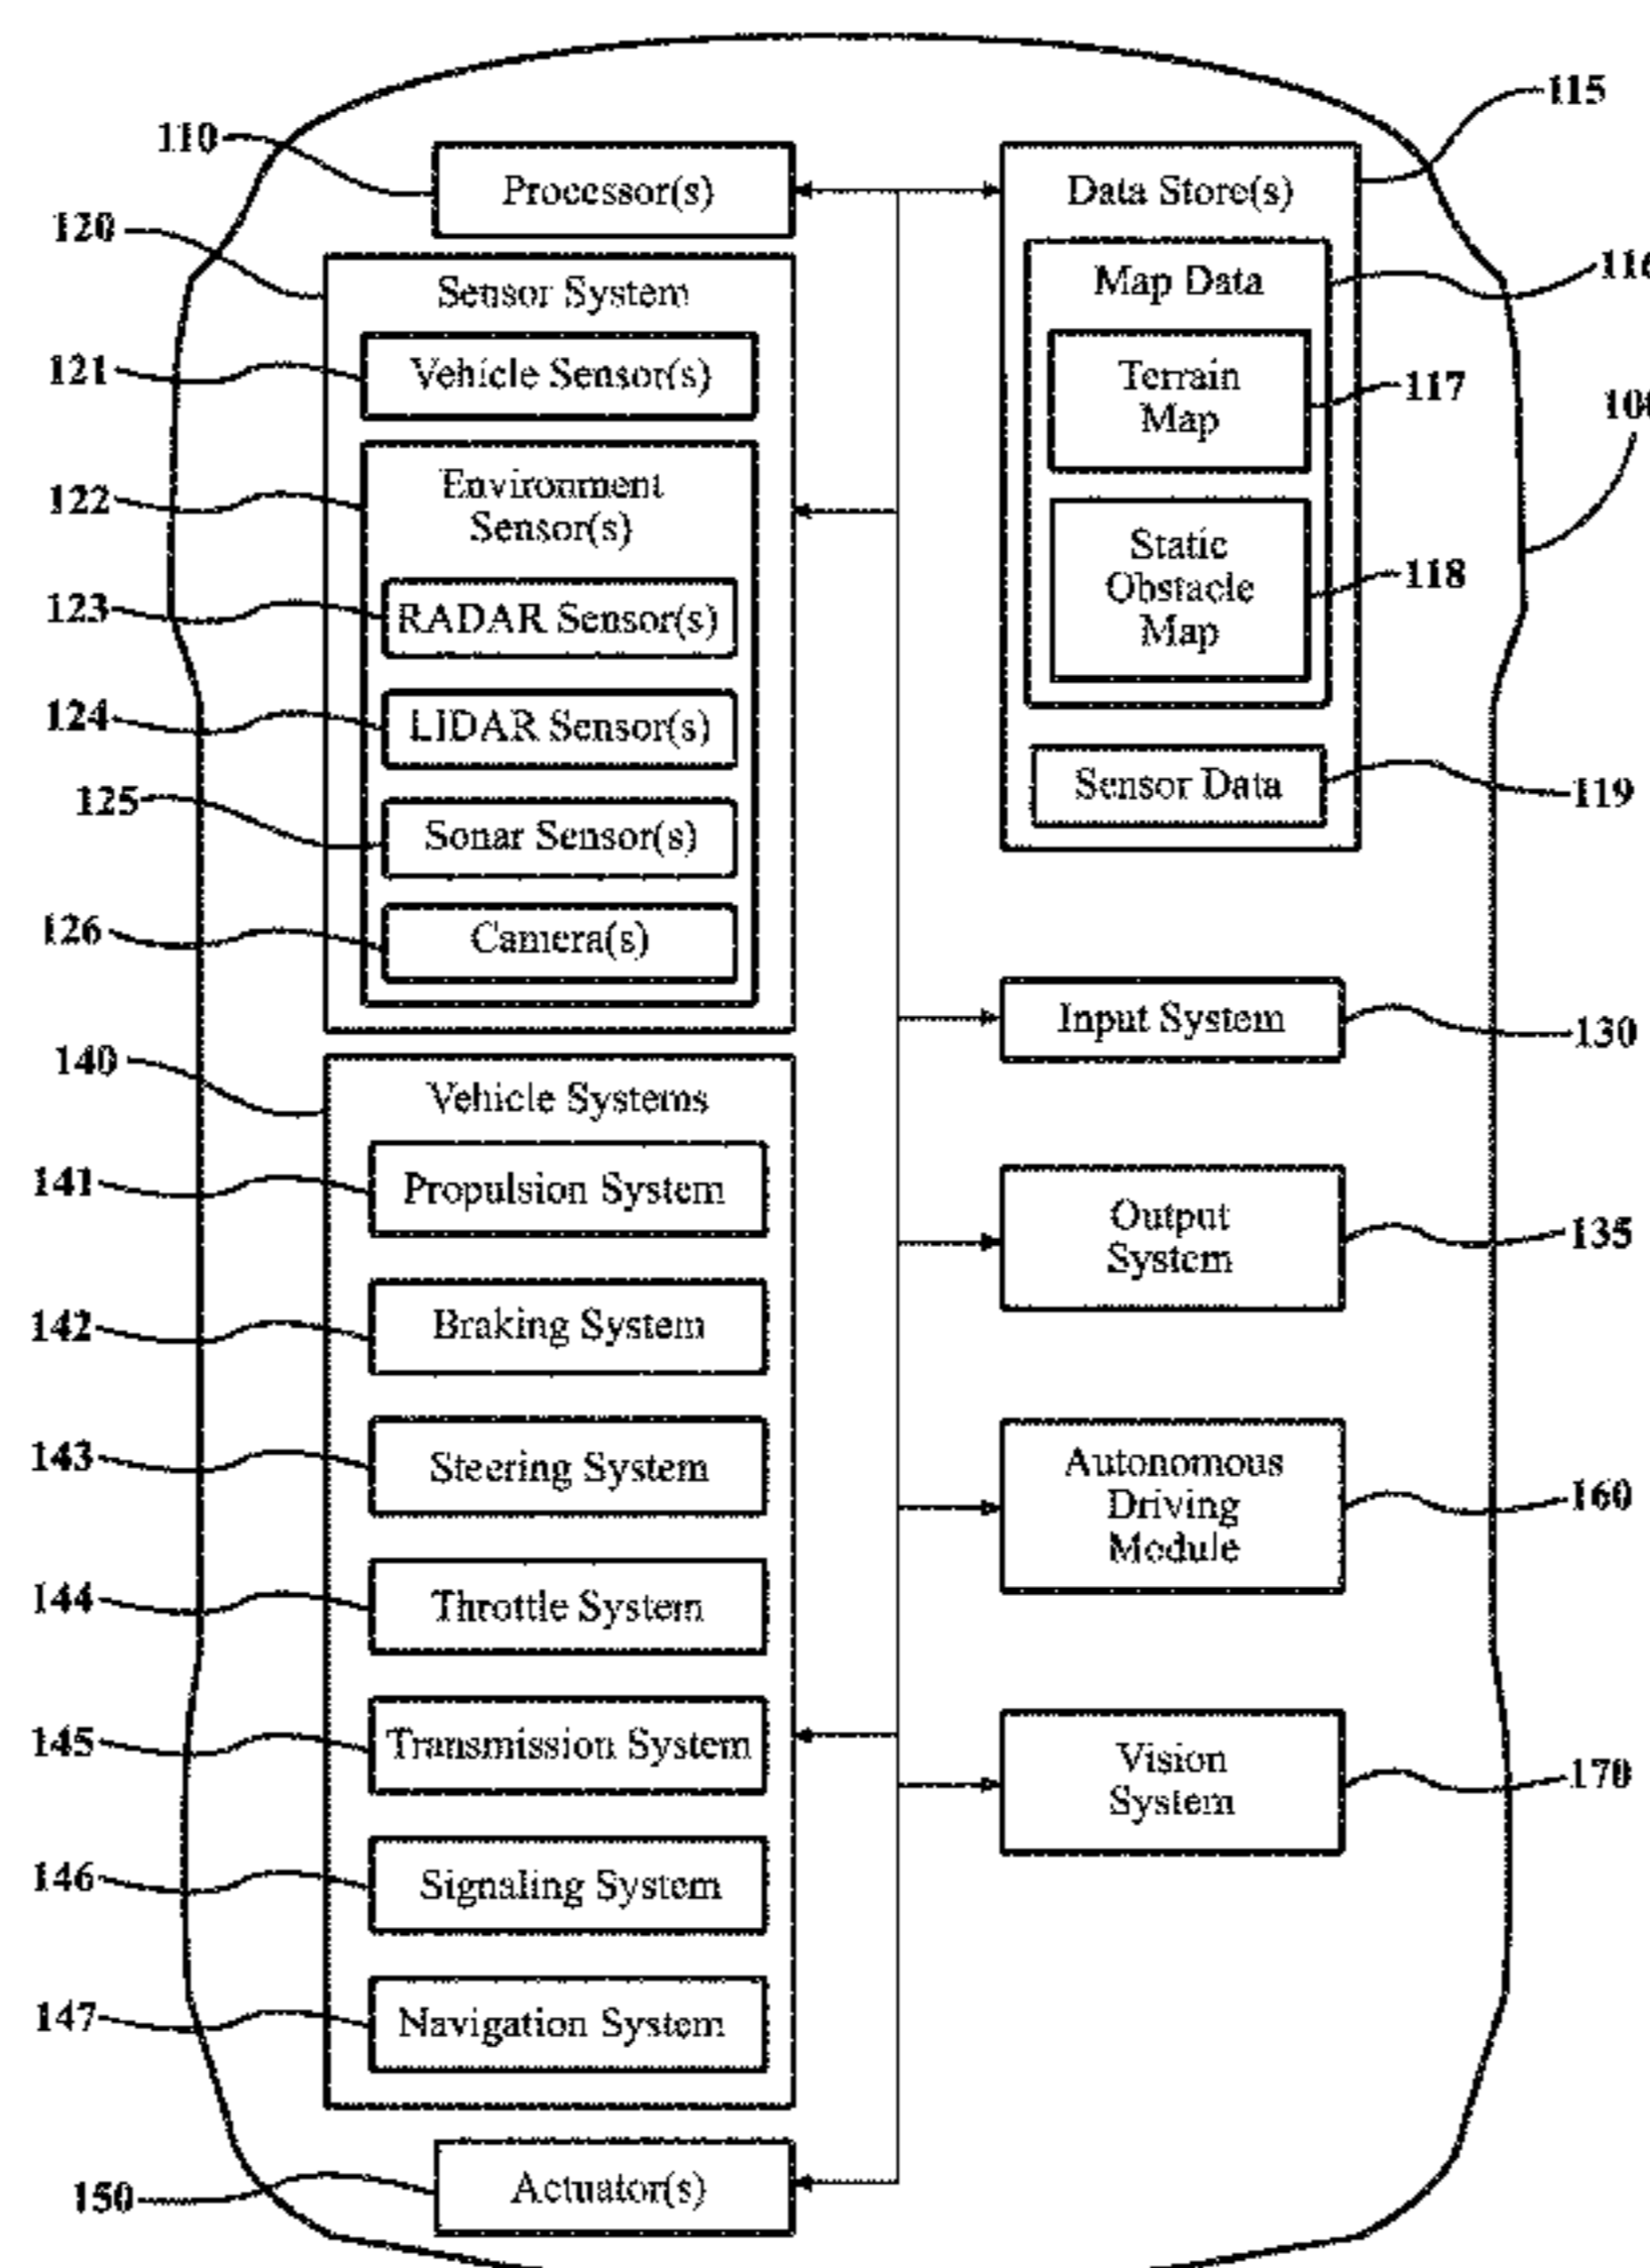 110
Processor(s)
115
Data Store(s)
120
Sensor System
Map Data
116
121
Vehicle Sensor(s)
Terrain
Map
117
122
Environment
Sensor(s)
Static
Obstacle
Map
118
123
RADAR Sensor(s)
124
LIDAR Sensor(s)
Sensor Data
119
125
Sonar Sensor(s)
126
Camera(s)
Input System
130
140
Vehicle Systems
141
Propulsion System
Output
System
135
142
Braking System
143
Steering System
Autonomous
Driving
Module
160
144
Throttle System
145
Transmission System
Vision
System
170
146
Signaling System
147
Navigation System
150
Actuator(s)